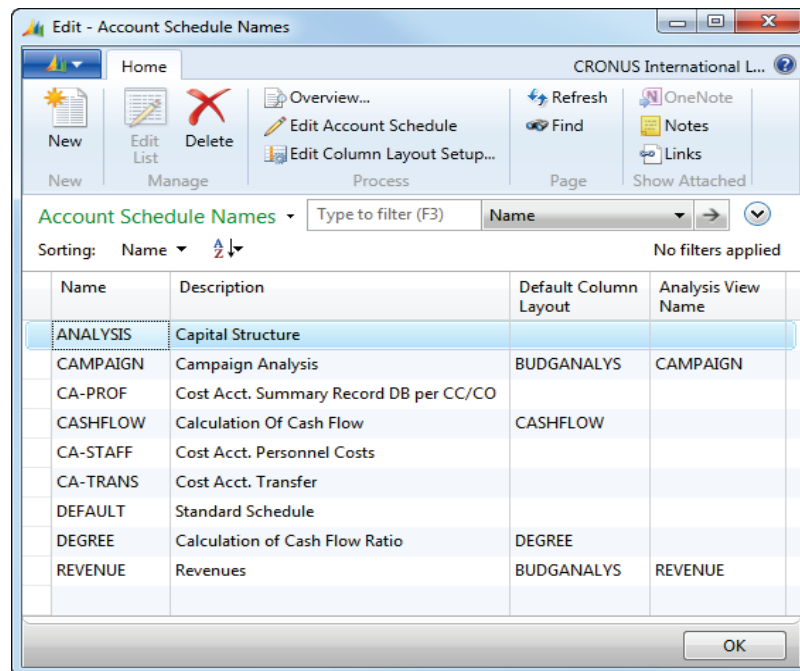 Edit - Account Schedule Names
Home
CRONUS International L...
New
Edit List
Delete
Overview...
Edit Account Schedule
Edit Column Layout Setup...
Refresh
Find
OneNote
Notes
Links
New
Manage
Process
Page
Show Attached
Account Schedule Names
Type to filter (F3)
Name
Sorting: Name
No filters applied
Name Description Default Column Layout Analysis View Name
ANALYSIS Capital Structure
CAMPAIGN Campaign Analysis BUDGANALYS CAMPAIGN
CA-PROF Cost Acct. Summary Record DB per CC/CO
CASHFLOW Calculation Of Cash Flow CASHFLOW
CA-STAFF Cost Acct. Personnel Costs
CA-TRANS Cost Acct. Transfer
DEFAULT Standard Schedule
DEGREE Calculation of Cash Flow Ratio DEGREE
REVENUE Revenues BUDGANALYS REVENUE
OK